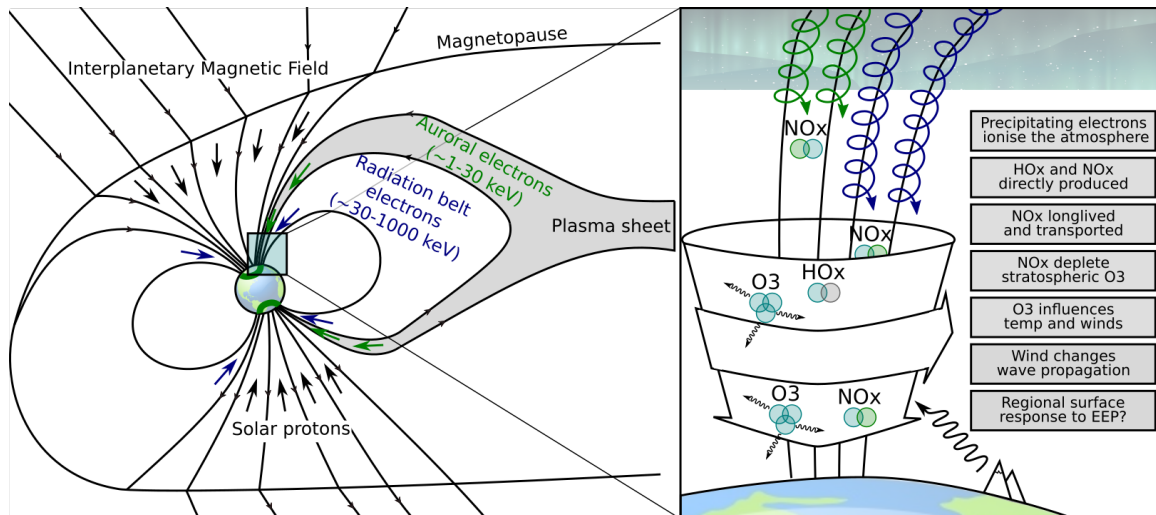 Magnetopause
Interplanetary Magnetic Field
Auroral electrons
(~1-30 keV)
Radiation belt
electrons
(~30-1000 keV)
Plasma sheet
Solar protons
NOx
NOx
O3
HOx
O3
NOx
Precipitating electrons
ionise the atmosphere
HOx and NOx
directly produced
NOx longlived
and transported
NOx deplete
stratospheric O3
O3 influences
temp and winds
Wind changes
wave propagation
Regional surface
response to EEP?